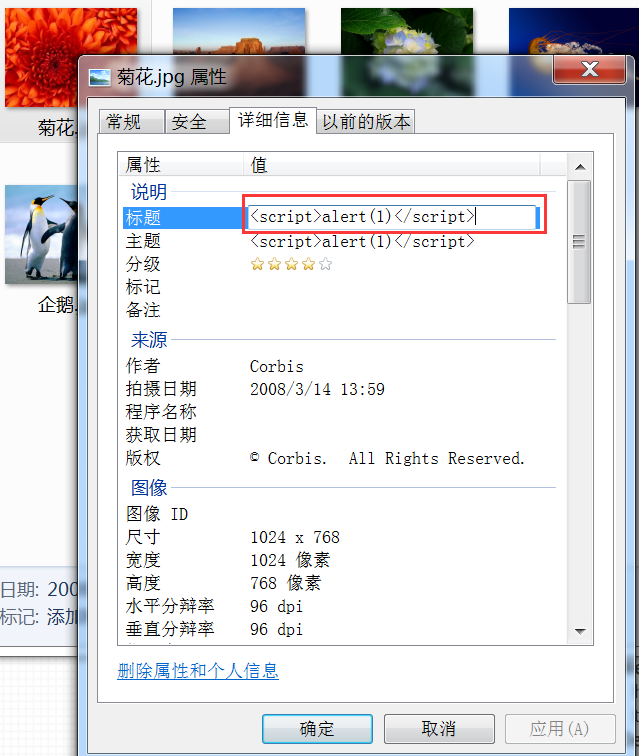 菊花.jpg 属性
菊花.
企鹅.
常规 安全 详细信息 以前的版本
属性 值
说明
标题 <script>alert(1)</script>
主题 <script>alert(1)</script>
分级
标记
备注
来源
作者 Corbis
拍摄日期 2008/3/14 13:59
程序名称
获取日期
版权 © Corbis. All Rights Reserved.
图像
图像 ID
尺寸 1024 x 768
宽度 1024 像素
高度 768 像素
水平分辩率 96 dpi
垂直分辩率 96 dpi
日期: 200
标记: 添加
删除属性和个人信息
确定 取消 应用(A)